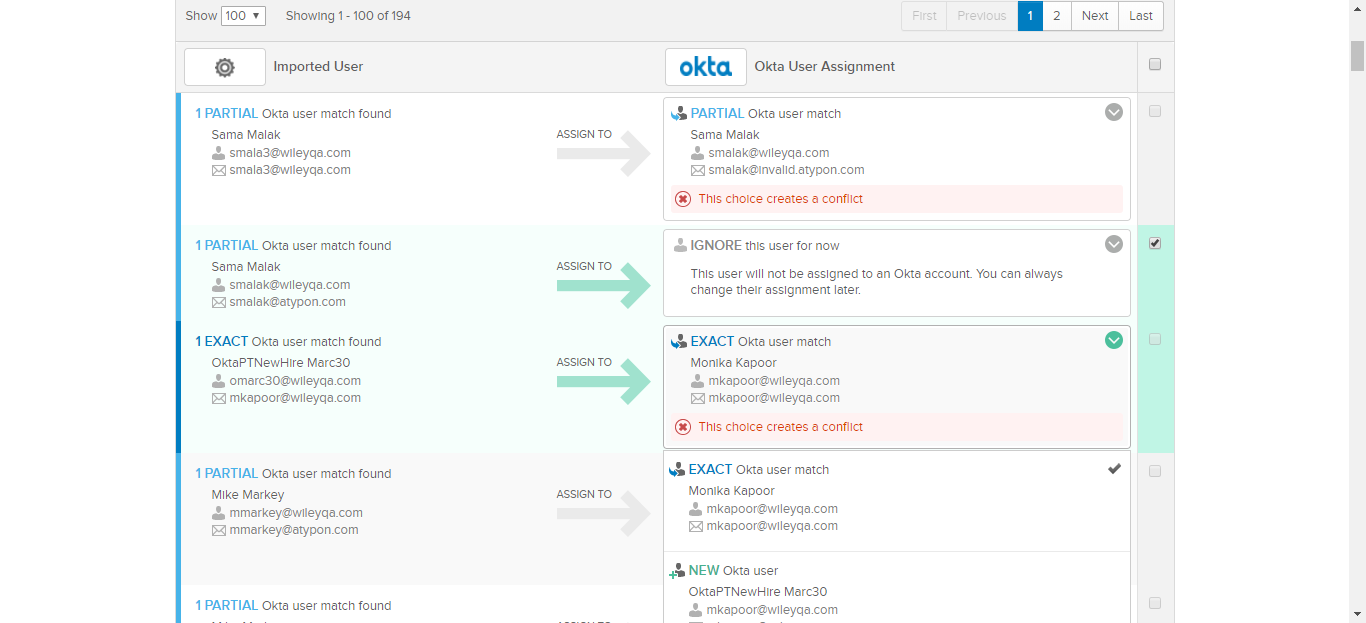 Show 100 Showing 1 - 100 of 194 First Previous 1 2 Next Last
Imported User okta Okta User Assignment
1 PARTIAL Okta user match found
Sama Malak
smala3@wileyqa.com
smala3@wileyqa.com
ASSIGN TO
PARTIAL Okta user match
Sama Malak
smalak@wileyqa.com
smalak@invalid.atypon.com
This choice creates a conflict
1 PARTIAL Okta user match found
Sama Malak
smalak@wileyqa.com
smalak@atypon.com
ASSIGN TO
IGNORE this user for now
This user will not be assigned to an Okta account. You can always
change their assignment later.
1 EXACT Okta user match found
OktaPTNewHire Marc30
omarc30@wileyqa.com
mkapoor@wileyqa.com
ASSIGN TO
EXACT Okta user match
Monika Kapoor
mkapoor@wileyqa.com
mkapoor@wileyqa.com
This choice creates a conflict
1 PARTIAL Okta user match found
Mike Markey
mmarkey@wileyqa.com
mmarkey@atypon.com
ASSIGN TO
EXACT Okta user match
Monika Kapoor
mkapoor@wileyqa.com
mkapoor@wileyqa.com
NEW Okta user
OktaPTNewHire Marc30
mkapoor@wileyqa.com
1 PARTIAL Okta user match found